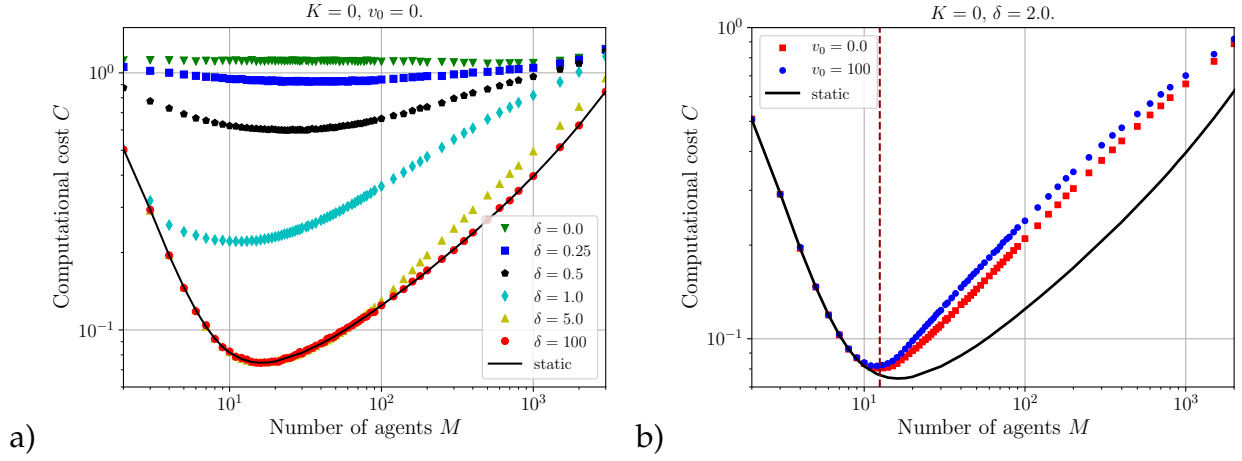 K = 0, v₀ = 0.
Computational cost C
10⁰
10⁻¹
δ = 0.0
δ = 0.25
δ = 0.5
δ = 1.0
δ = 5.0
δ = 100
static
10¹
10²
10³
Number of agents M
a)
K = 0, δ = 2.0.
Computational cost C
10⁰
10⁻¹
v₀ = 0.0
v₀ = 100
static
10¹
10²
10³
Number of agents M
b)